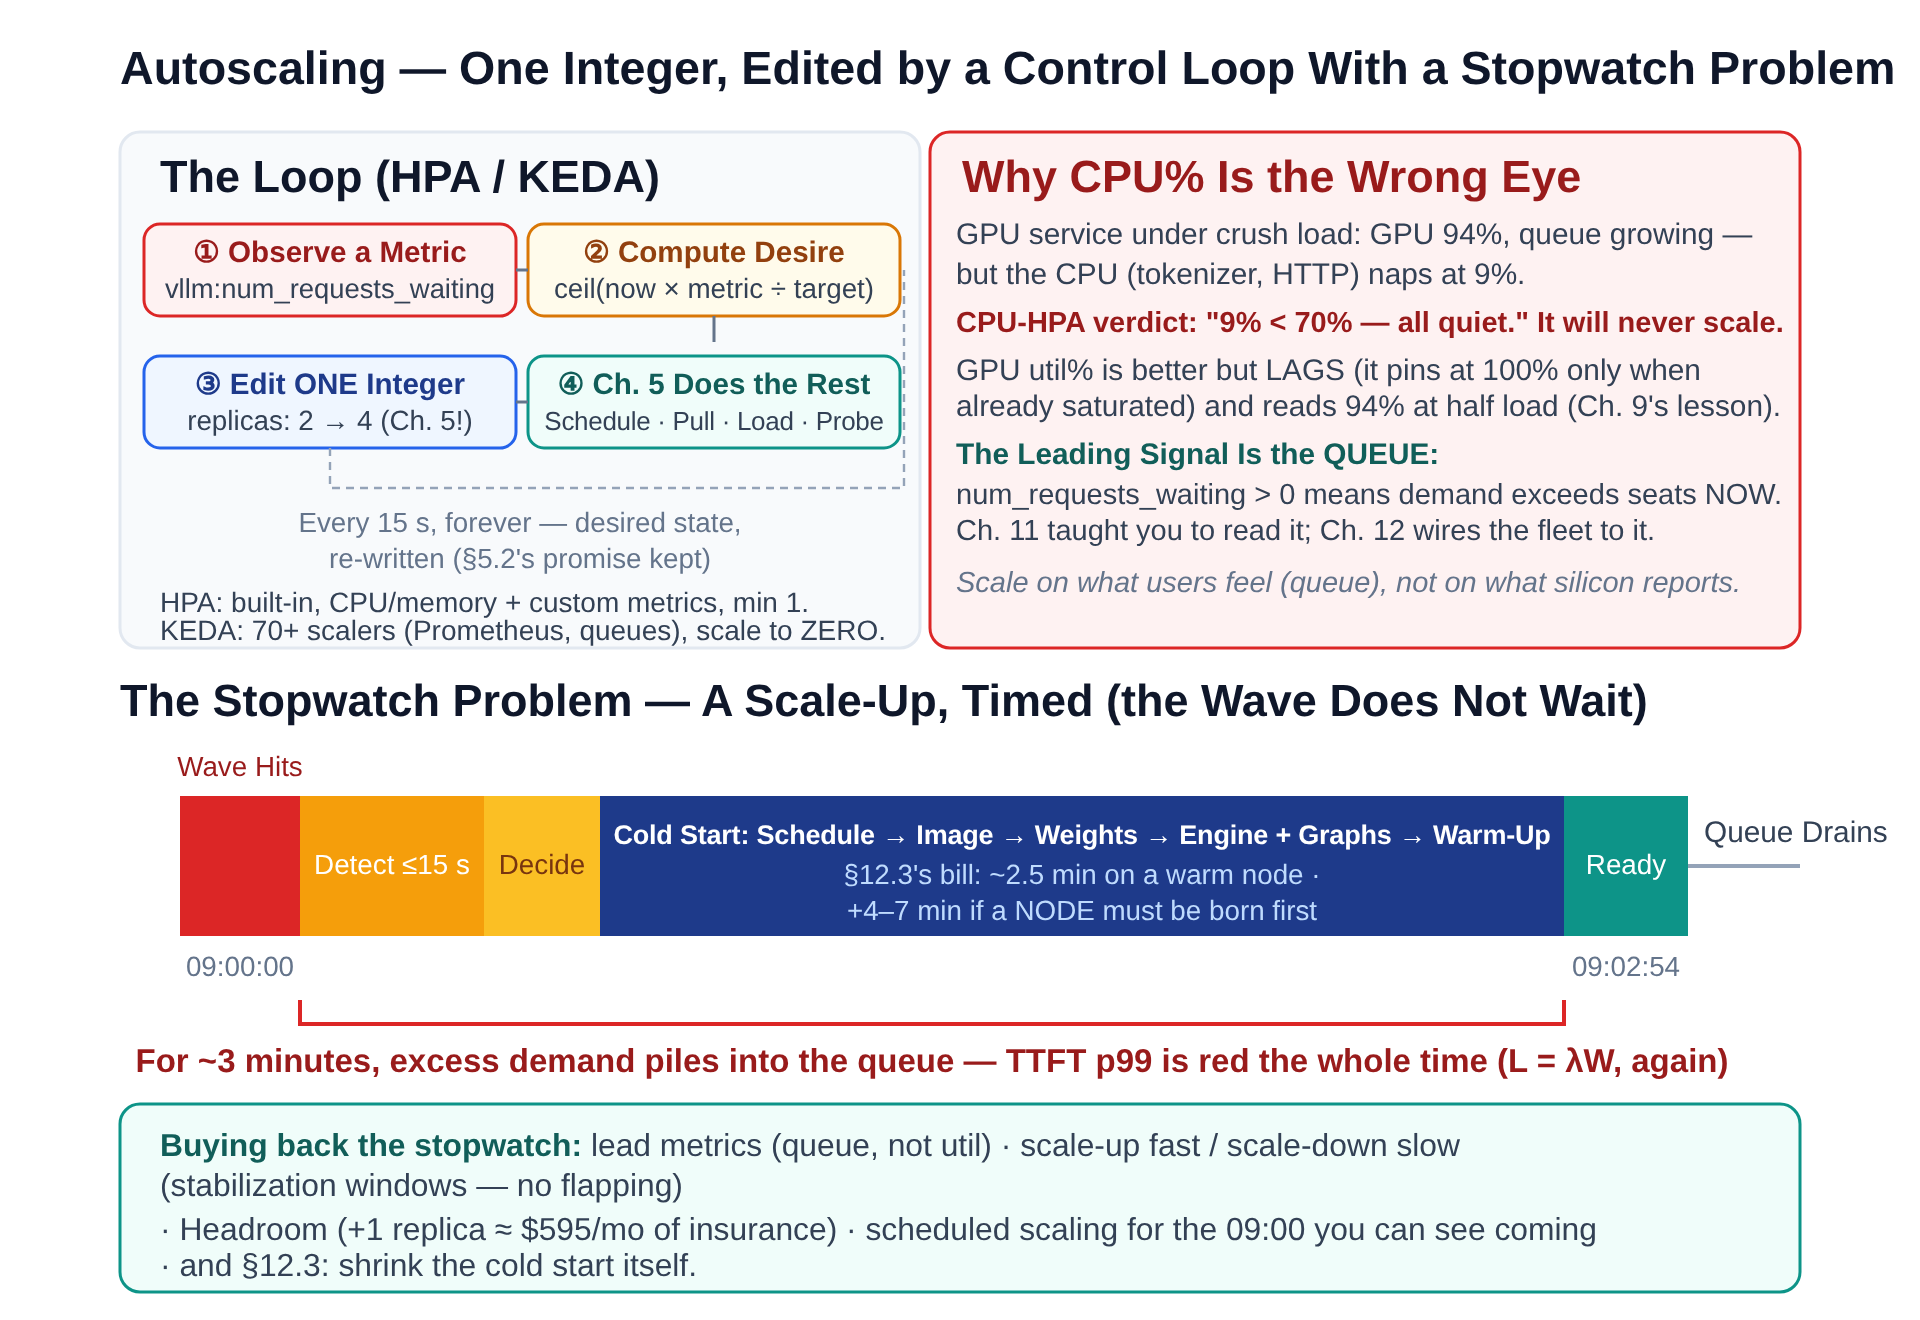 Autoscaling — One Integer, Edited by a Control Loop With a Stopwatch Problem
The Loop (HPA / KEDA)
① Observe a Metric
vllm:num_requests_waiting
② Compute Desire
ceil(now × metric ÷ target)
③ Edit ONE Integer
replicas: 2 → 4 (Ch. 5!)
④ Ch. 5 Does the Rest
Schedule · Pull · Load · Probe
Every 15 s, forever — desired state,
re-written (§5.2's promise kept)
HPA: built-in, CPU/memory + custom metrics, min 1.
KEDA: 70+ scalers (Prometheus, queues), scale to ZERO.
Why CPU% Is the Wrong Eye
GPU service under crush load: GPU 94%, queue growing —
but the CPU (tokenizer, HTTP) naps at 9%.
CPU-HPA verdict: "9% < 70% — all quiet." It will never scale.
GPU util% is better but LAGS (it pins at 100% only when
already saturated) and reads 94% at half load (Ch. 9's lesson).
The Leading Signal Is the QUEUE:
num_requests_waiting > 0 means demand exceeds seats NOW.
Ch. 11 taught you to read it; Ch. 12 wires the fleet to it.
Scale on what users feel (queue), not on what silicon reports.
The Stopwatch Problem — A Scale-Up, Timed (the Wave Does Not Wait)
Wave Hits
Detect ≤15 s
Decide
Cold Start: Schedule → Image → Weights → Engine + Graphs → Warm-Up
§12.3's bill: ~2.5 min on a warm node ·
+4–7 min if a NODE must be born first
Ready
Queue Drains
09:00:00
09:02:54
For ~3 minutes, excess demand piles into the queue — TTFT p99 is red the whole time (L = λW, again)
Buying back the stopwatch: lead metrics (queue, not util) · scale-up fast / scale-down slow
(stabilization windows — no flapping)
· Headroom (+1 replica ≈ $595/mo of insurance) · scheduled scaling for the 09:00 you can see coming
· and §12.3: shrink the cold start itself.